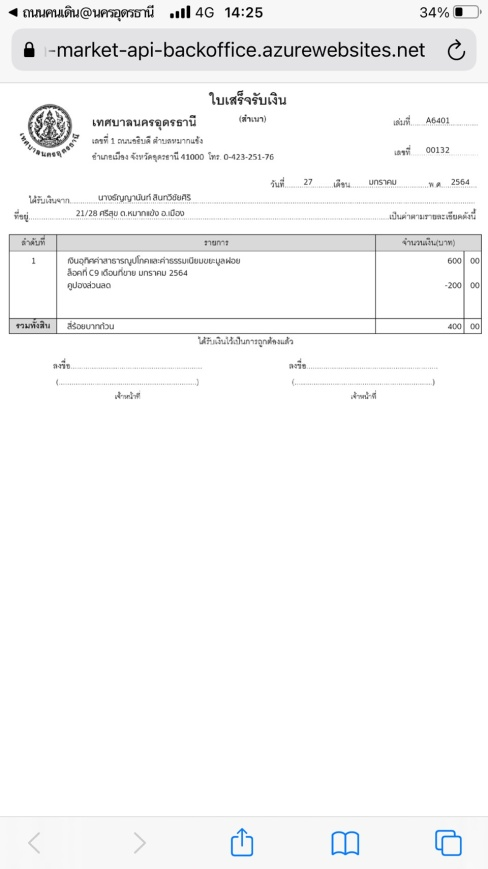 ◀ ถนนคนเดิน@นครอุดรธานี 4G 14:25 34%
-market-api-backoffice.azurewebsites.net
ใบเสร็จรับเงิน
(สำเนา)
เทศบาลนครอุดรธานี
เล่มที่ A6401
เลขที่ 1 ถนนอธิบดี ตำบลหมากแข้ง
อำเภอเมือง จังหวัดอุดรธานี 41000 โทร. 0-423-251-76
เลขที่ 00132
วันที่ 27 เดือน มกราคม พ.ศ. 2564
ได้รับเงินจาก นางธัญญานันท์ สินทวีชัยศิริ
ที่อยู่ 21/28 ศรีสุข ต.หมากแข้ง อ.เมือง เป็นค่าตามรายละเอียดดังนี้
ลำดับที่ รายการ จำนวนเงิน(บาท)
1 เงินอุทิศค่าสาธารณูปโภคและค่าธรรมเนียมขยะมูลฝอย 600 00
ล็อคที่ C9 เดือนที่ขาย มกราคม 2564
คูปองส่วนลด -200 00
รวมทั้งสิ้น สี่ร้อยบาทถ้วน 400 00
ได้รับเงินไว้เป็นการถูกต้องแล้ว
ลงชื่อ ลงชื่อ
( ) ( )
เจ้าหน้าที่ เจ้าหน้าที่